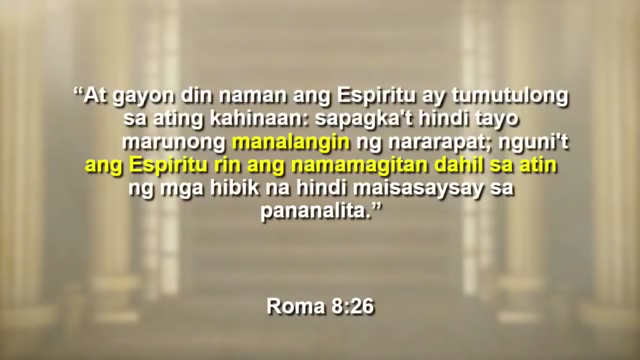 “At gayon din naman ang Espiritu ay tumutulong
sa ating kahinaan: sapagka't hindi tayo
marunong manalangin ng nararapat; nguni't
ang Espiritu rin ang namamagitan dahil sa atin
ng mga hibik na hindi maisasaysay sa
pananalita.”
Roma 8:26